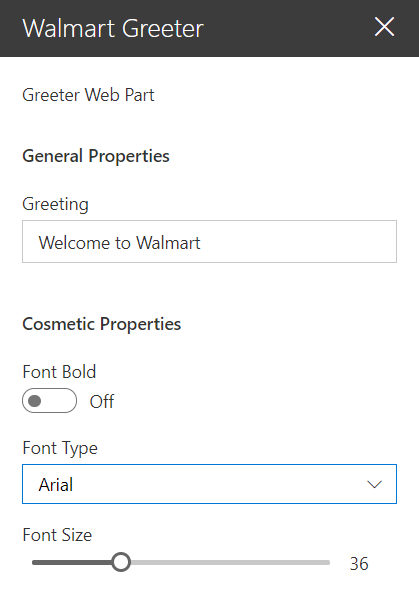 Walmart Greeter
Greeter Web Part
General Properties
Greeting
Welcome to Walmart
Cosmetic Properties
Font Bold
Off
Font Type
Arial
Font Size
36